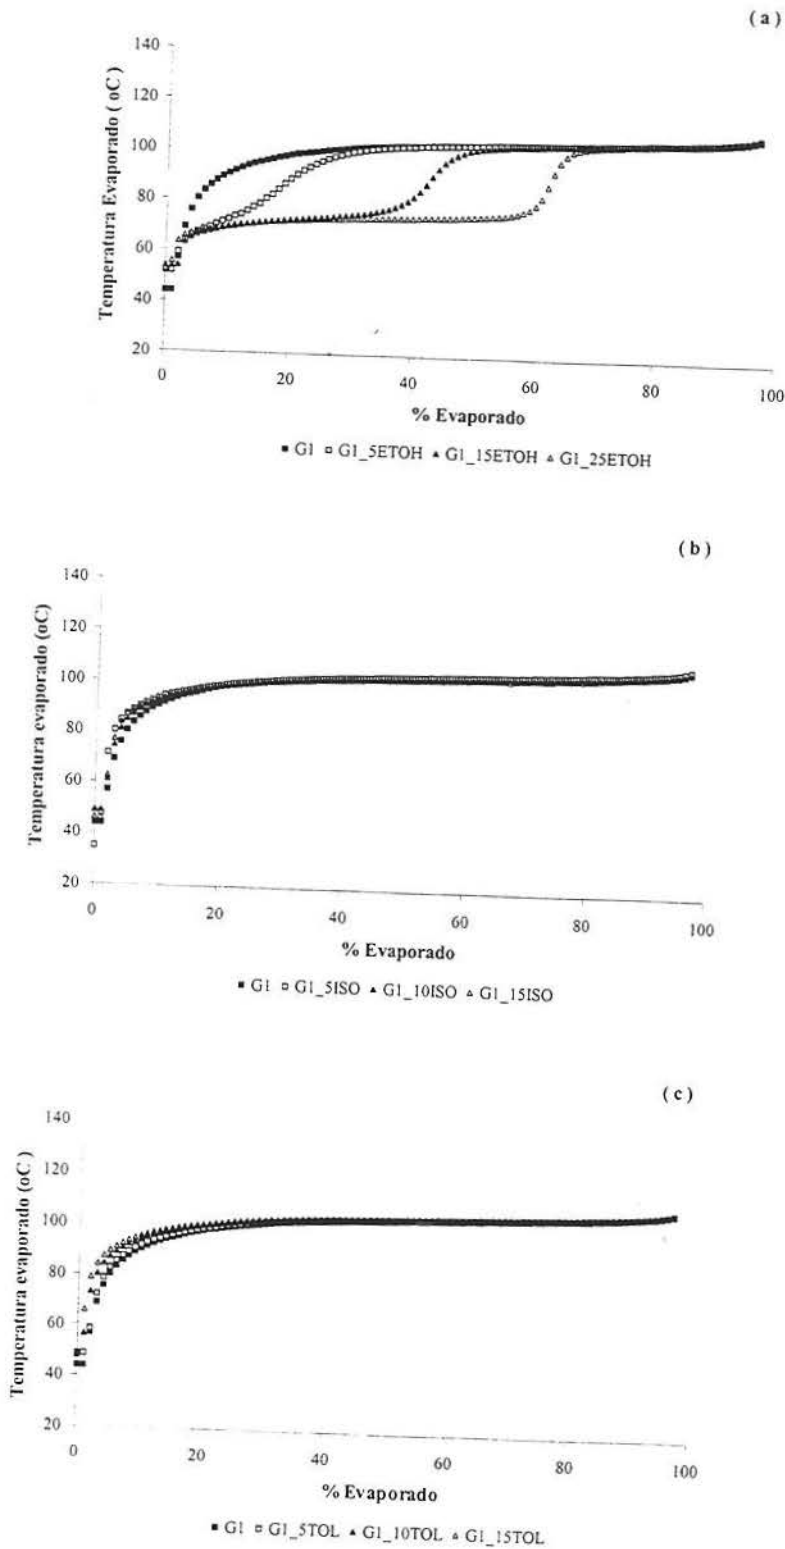 (a)
140
120
100
80
60
40
20
Temperatura Evaporado ( oC )
0 20 40 60 80 100
% Evaporado
G1 G1_5ETOH G1_15ETOH G1_25ETOH
(b)
140
120
100
80
60
40
20
Temperatura evaporado (oC)
0 20 40 60 80 100
% Evaporado
G1 G1_5ISO G1_10ISO G1_15ISO
(c)
140
120
100
80
60
40
20
Temperatura evaporado (oC)
0 20 40 60 80 100
% Evaporado
G1 G1_5TOL G1_10TOL G1_15TOL